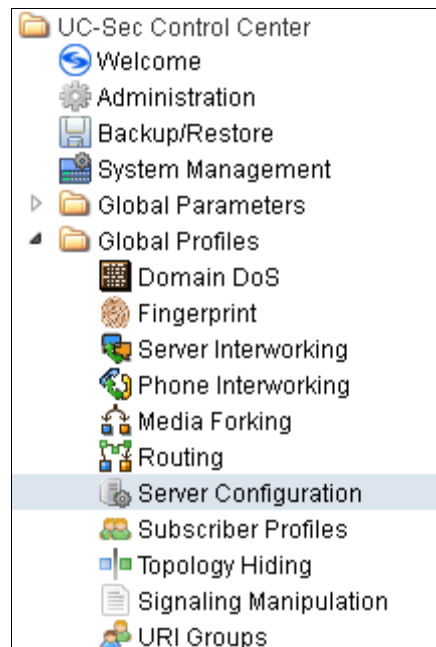 UC-Sec Control Center
Welcome
Administration
Backup/Restore
System Management
Global Parameters
Global Profiles
Domain DoS
Fingerprint
Server Interworking
Phone Interworking
Media Forking
Routing
Server Configuration
Subscriber Profiles
Topology Hiding
Signaling Manipulation
URI Groups